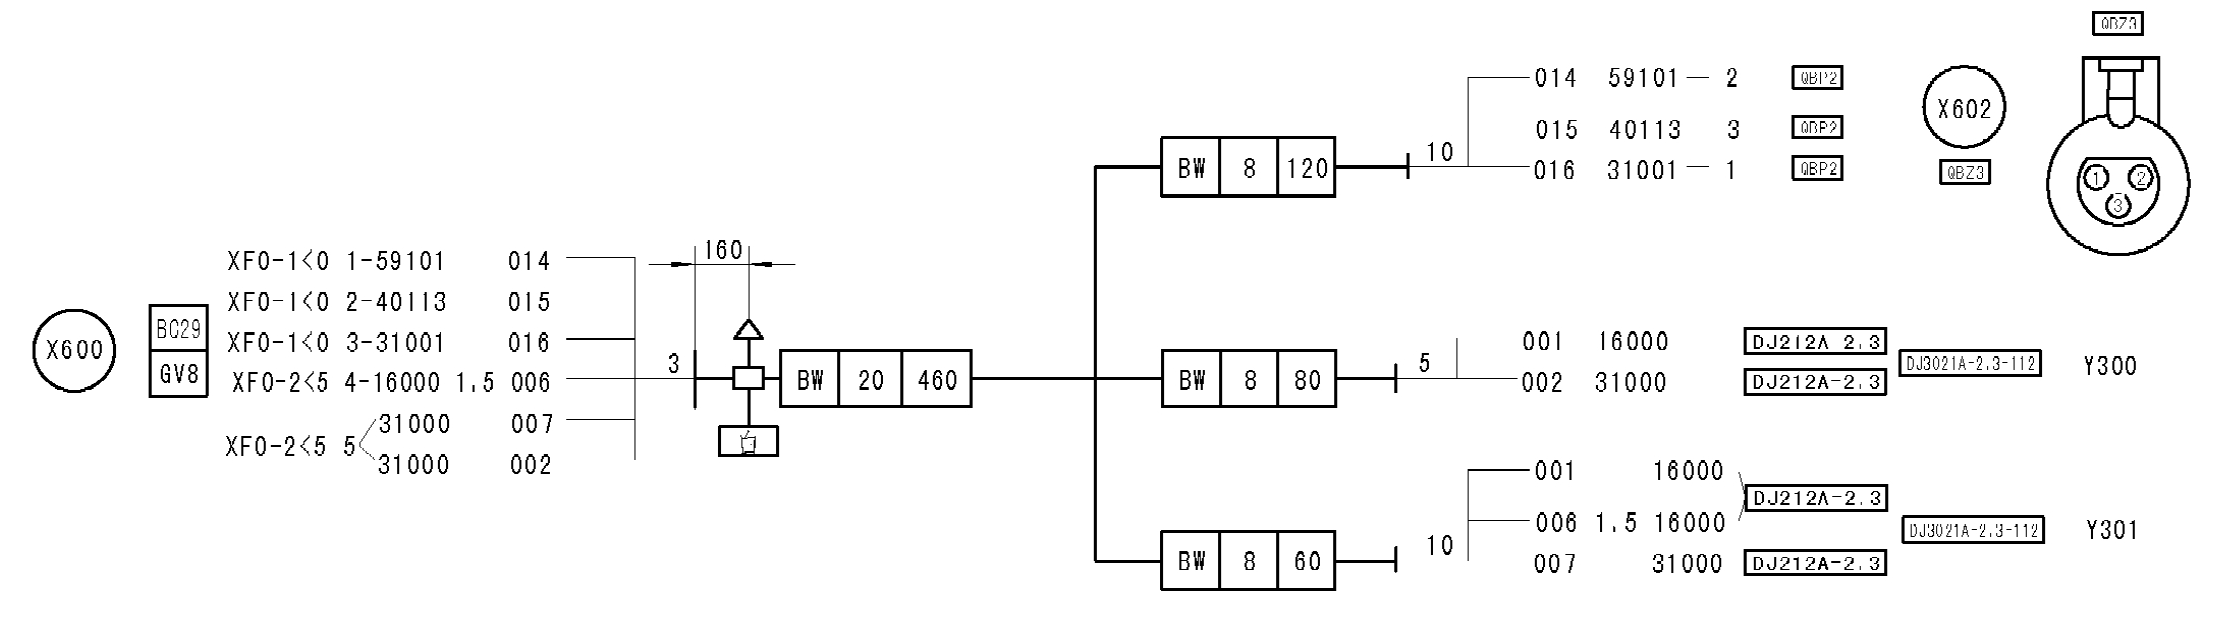 QBZ3
014 59101 — 2 QBP2
X602
015 40113 3 QBP2
016 31001 — 1 QBP2
QBZ3
BW 8 120
10
1 2
3
160
XF0-1<0 1-59101 014
XF0-1<0 2-40113 015
XF0-1<0 3-31001 016
XF0-2<5 4-16000 1.5 006
XF0-2<5 5
31000 007
31000 002
X600
BC29
GV8
3
BW 20 460
BW 8 80
5
001 16000 DJ212A-2.3
002 31000 DJ212A-2.3
DJ3021A-2.3-112 Y300
BW 8 60
10
001 16000
DJ212A-2.3
006 1.5 16000
DJ3021A-2.3-112 Y301
007 31000 DJ212A-2.3